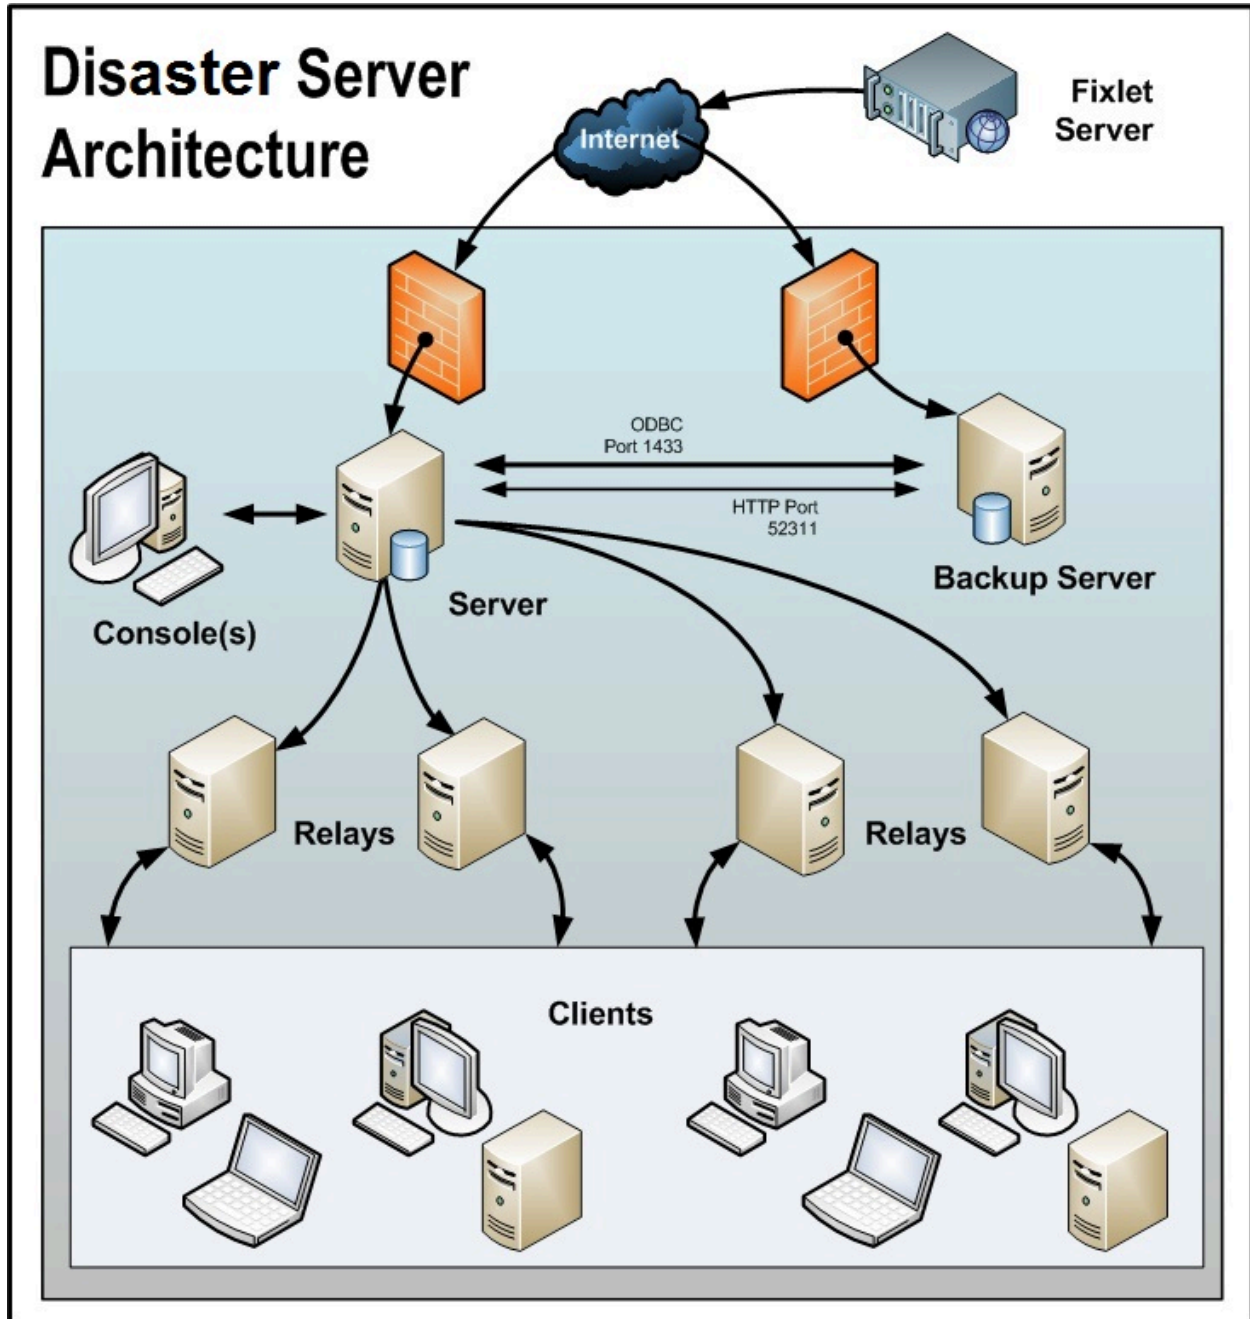 Disaster Server
Architecture
Internet
Fixlet
Server
ODBC
Port 1433
HTTP Port
52311
Backup Server
Server
Console(s)
Relays
Relays
Clients